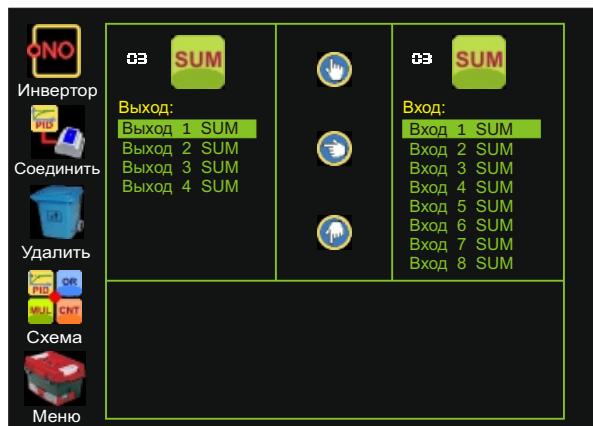 NO
Инвертор
PID
Соединить
Удалить
PID OR
MUL CNT
Схема
Меню
03 SUM
Выход:
Выход 1 SUM
Выход 2 SUM
Выход 3 SUM
Выход 4 SUM
03 SUM
Вход:
Вход 1 SUM
Вход 2 SUM
Вход 3 SUM
Вход 4 SUM
Вход 5 SUM
Вход 6 SUM
Вход 7 SUM
Вход 8 SUM